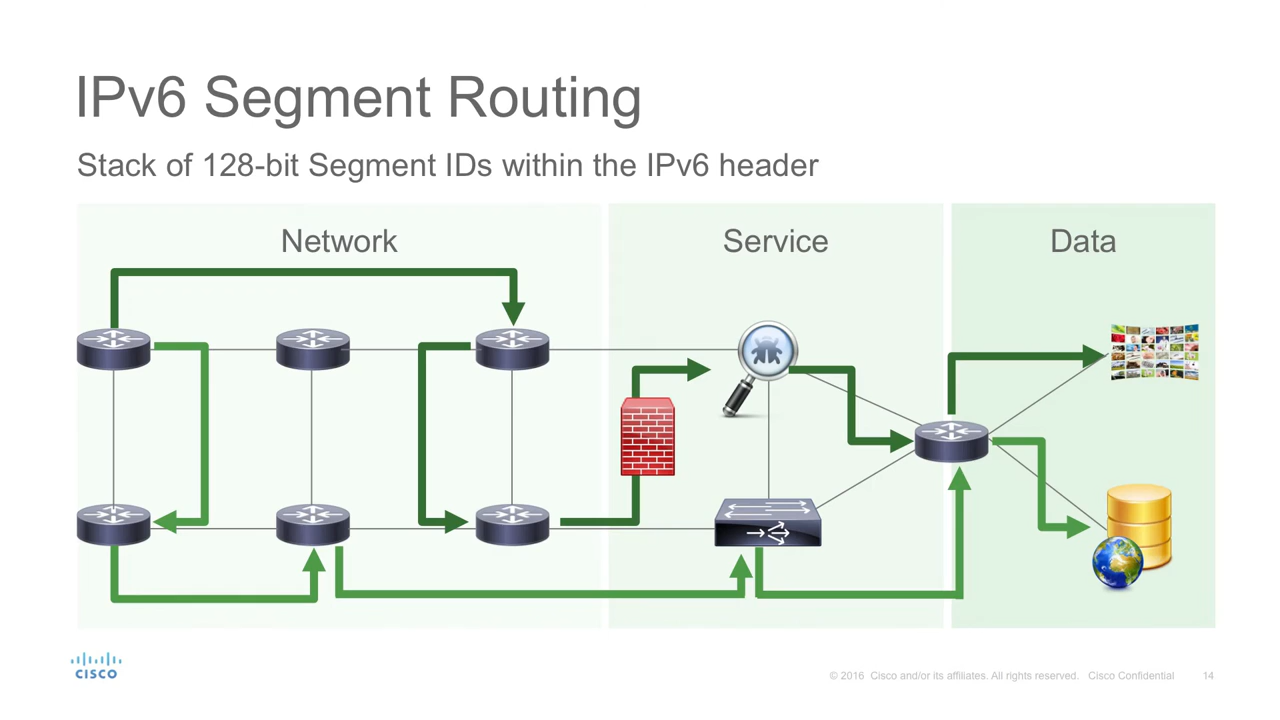 IPv6 Segment Routing
Stack of 128-bit Segment IDs within the IPv6 header
Network
Service
Data
CISCO
© 2016 Cisco and/or its affiliates. All rights reserved. Cisco Confidential 14